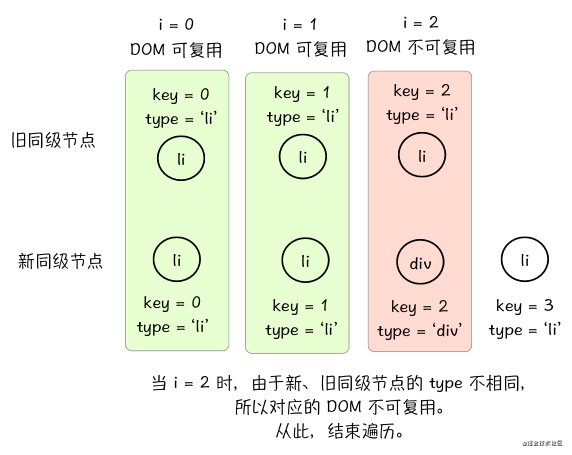 i = 0
DOM 可复用
i = 1
DOM 可复用
i = 2
DOM 不可复用
旧同级节点
key = 0
type = ‘li’
li
key = 1
type = ‘li’
li
key = 2
type = ‘li’
li
新同级节点
li
key = 0
type = ‘li’
li
key = 1
type = ‘li’
div
key = 2
type = ‘div’
li
key = 3
type = ‘li’
当 i = 2 时，由于新、旧同级节点的 type 不相同，
所以对应的 DOM 不可复用。
从此，结束遍历。
@掘金技术社区